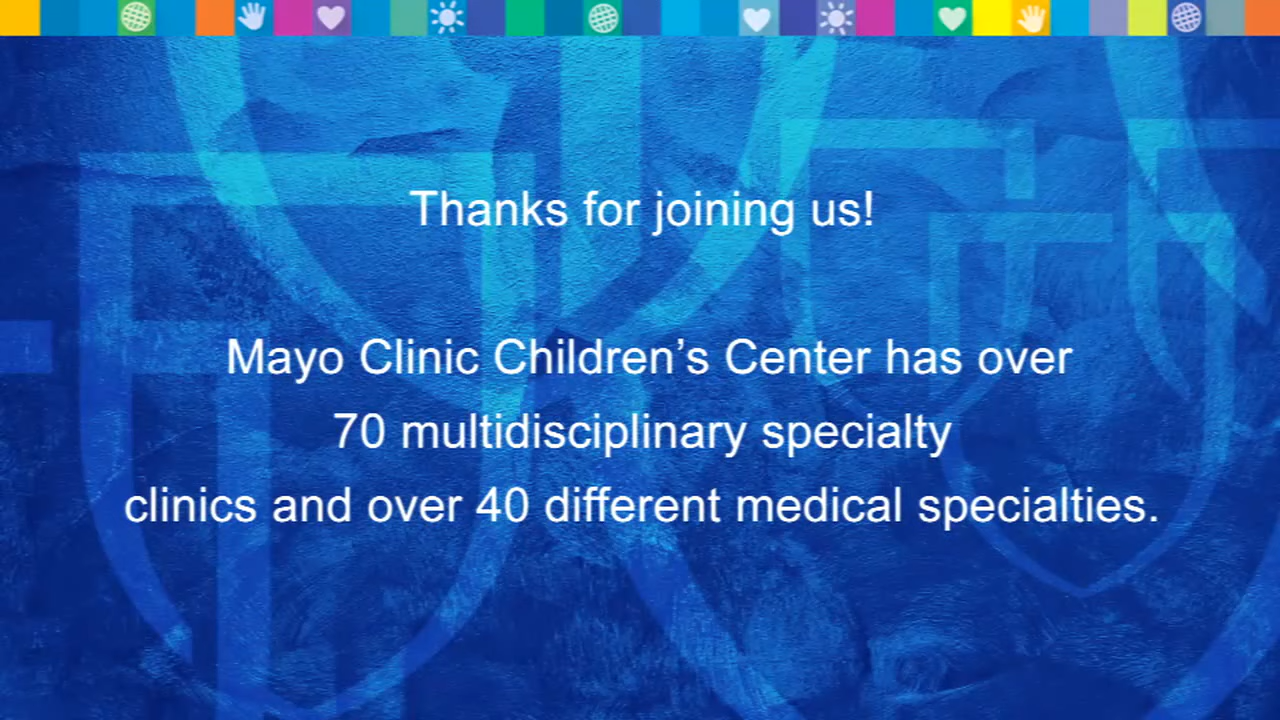 Thanks for joining us!
Mayo Clinic Children’s Center has over
70 multidisciplinary specialty
clinics and over 40 different medical specialties.